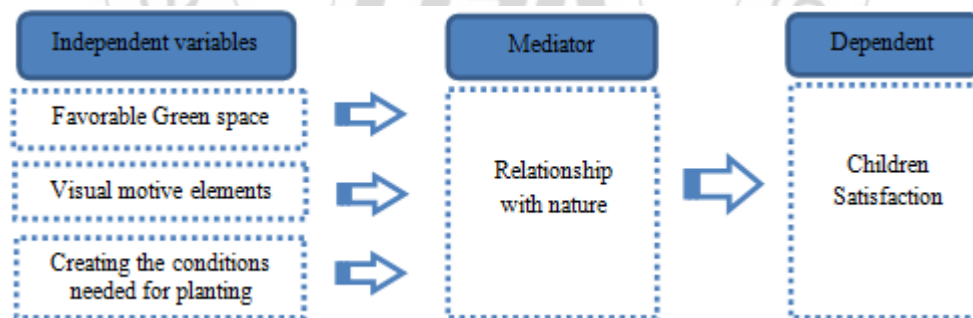 Independent variables
Mediator
Dependent
Favorable Green space
Visual motive elements
Creating the conditions
needed for planting
Relationship
with nature
Children
Satisfaction